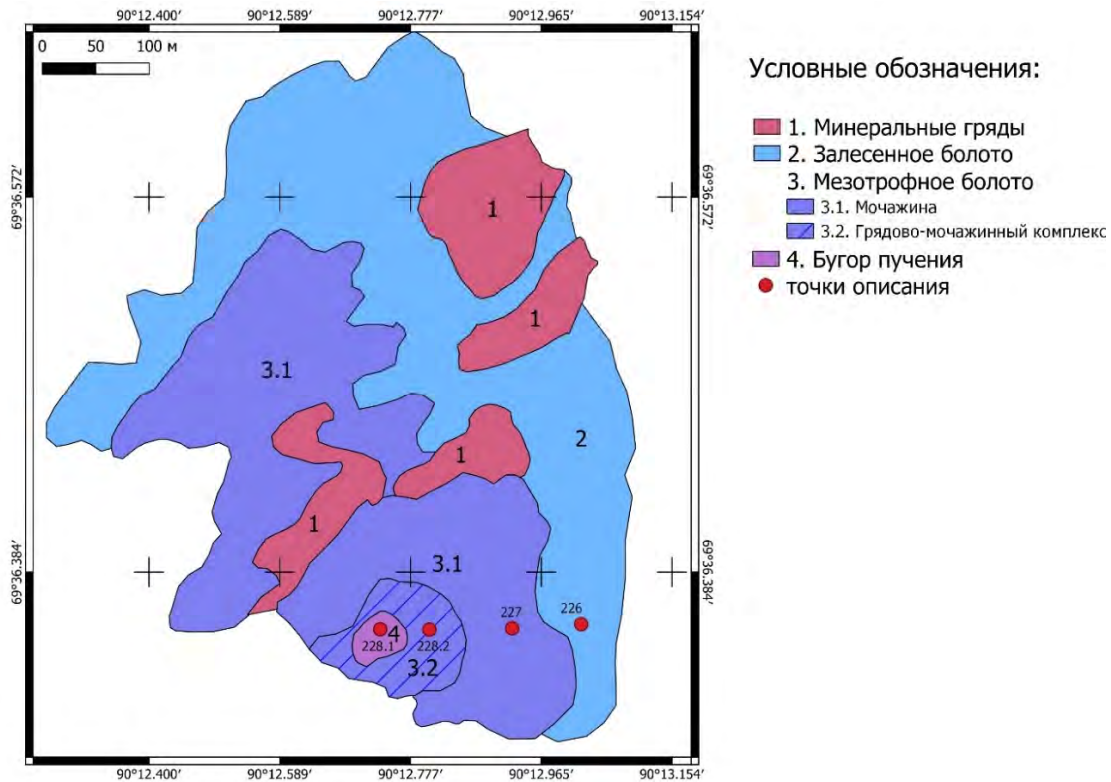 90°12.400′ 90°12.589′ 90°12.777′ 90°12.965′ 90°13.154′
0 50 100 м
69°36.572′
69°36.572′
1
1
3.1
2
1
1
3.1
69°36.384′
69°36.384′
227
226
4
228.1
228.2
3.2
90°12.400′ 90°12.589′ 90°12.777′ 90°12.965′ 90°13.154′
Условные обозначения:
1. Минеральные гряды
2. Залесенное болото
3. Мезотрофное болото
3.1. Мочажина
3.2. Грядово-мочажинный комплекс
4. Бугор пучения
точки описания